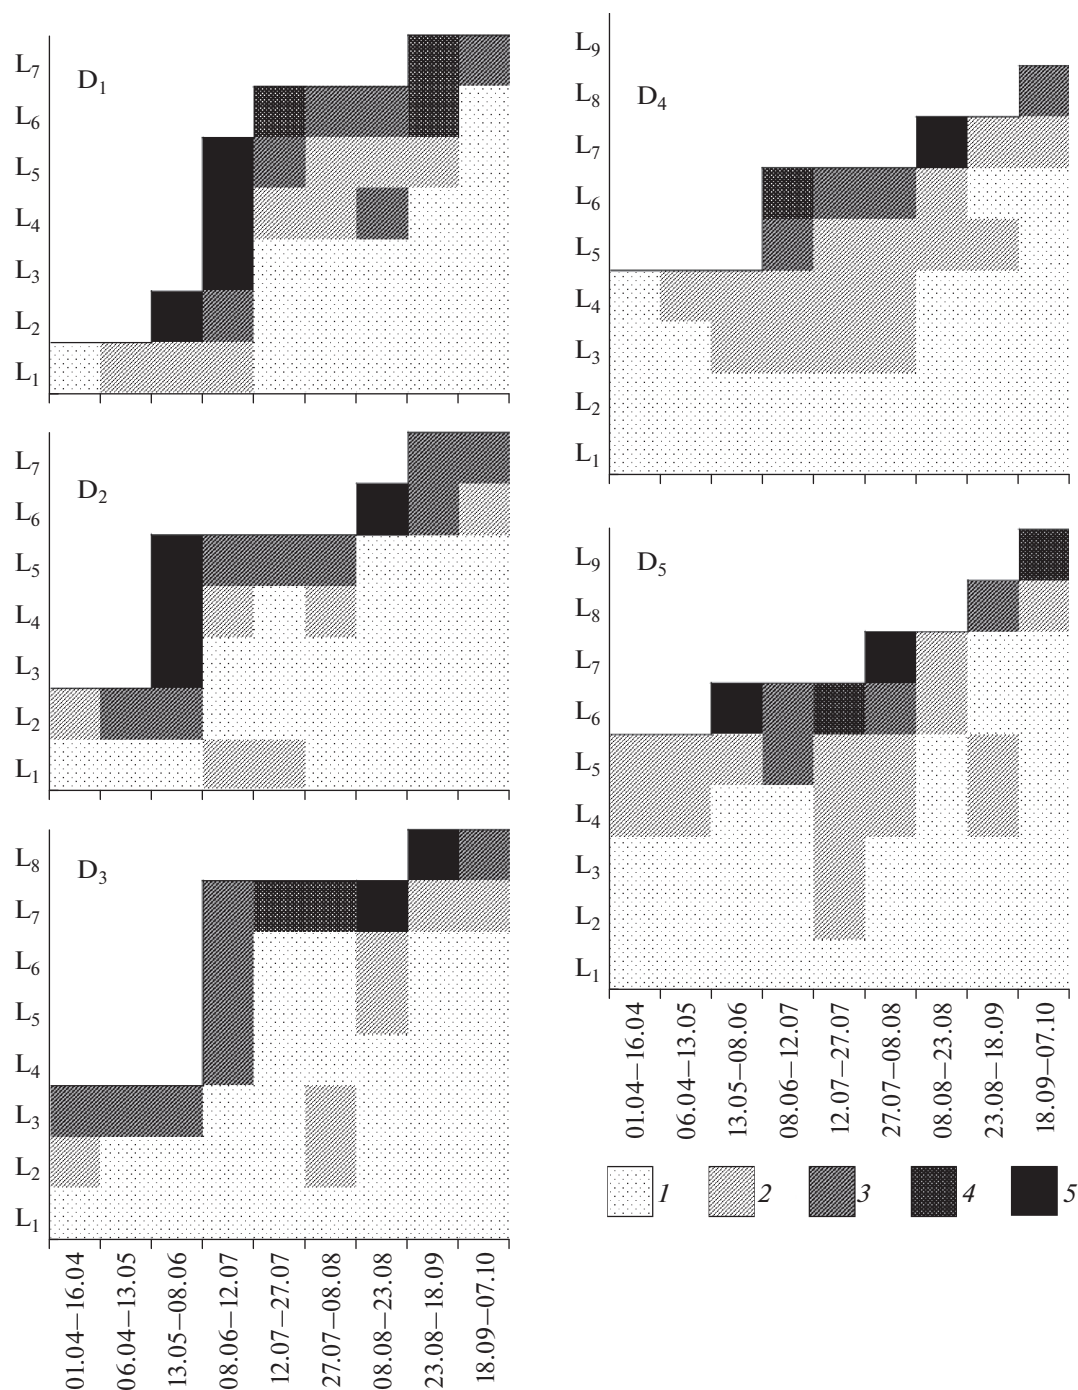 L7
D1
L6
L5
L4
L3
L2
L1
L7
D2
L6
L5
L4
L3
L2
L1
L8
D3
L7
L6
L5
L4
L3
L2
L1
01.04–16.04
06.04–13.05
13.05–08.06
08.06–12.07
12.07–27.07
27.07–08.08
08.08–23.08
23.08–18.09
18.09–07.10
L9
D4
L8
L7
L6
L5
L4
L3
L2
L1
L9
D5
L8
L7
L6
L5
L4
L3
L2
L1
01.04–16.04
06.04–13.05
13.05–08.06
08.06–12.07
12.07–27.07
27.07–08.08
08.08–23.08
23.08–18.09
18.09–07.10
1 2 3 4 5